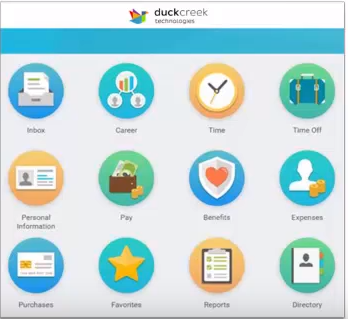 duckcreek
technologies
Inbox
Career
Time
Time Off
Personal
Information
Pay
Benefits
Expenses
Purchases
Favorites
Reports
Directory